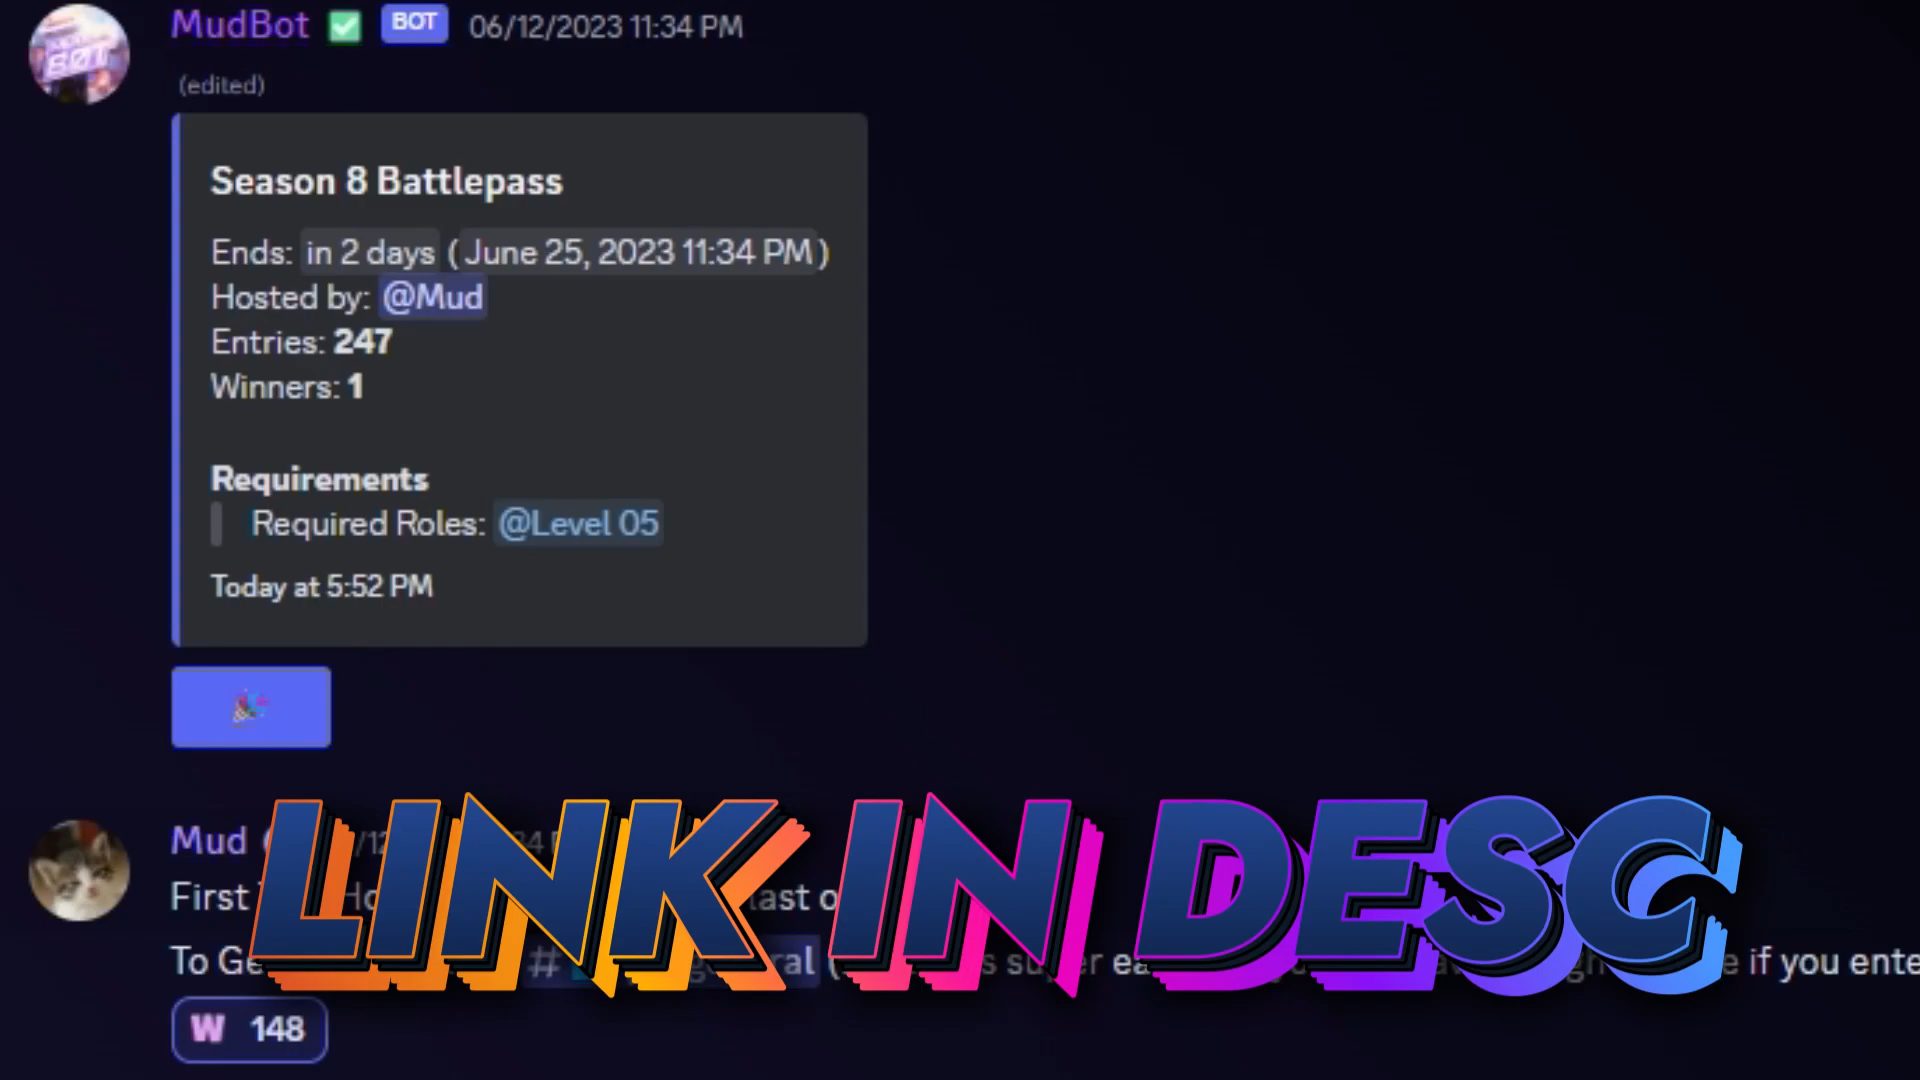 MudBot BOT 06/12/2023 11:34 PM
(edited)
Season 8 Battlepass
Ends: in 2 days (June 25, 2023 11:34 PM)
Hosted by: @Mud
Entries: 247
Winners: 1
Requirements
Required Roles: @Level 05
Today at 5:52 PM
Mud
First last
To
if you
W 148
LINK IN DESC